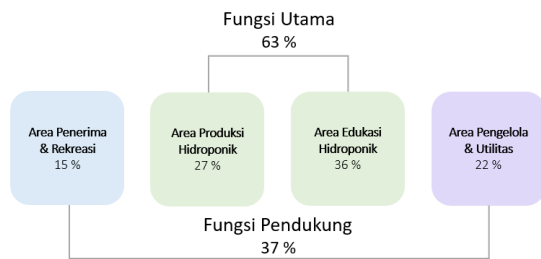 Fungsi Utama
63 %
Area Penerima
& Rekreasi
15 %
Area Produksi
Hidroponik
27 %
Area Edukasi
Hidroponik
36 %
Area Pengelola
& Utilitas
22 %
Fungsi Pendukung
37 %